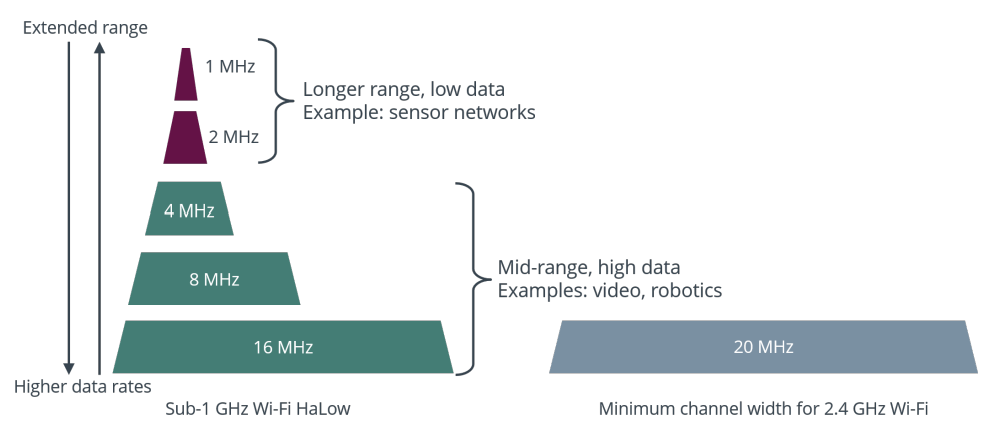 Extended range
1 MHz
Longer range, low data
Example: sensor networks
2 MHz
4 MHz
Mid-range, high data
Examples: video, robotics
8 MHz
16 MHz
20 MHz
Higher data rates
Sub-1 GHz Wi-Fi HaLow
Minimum channel width for 2.4 GHz Wi-Fi